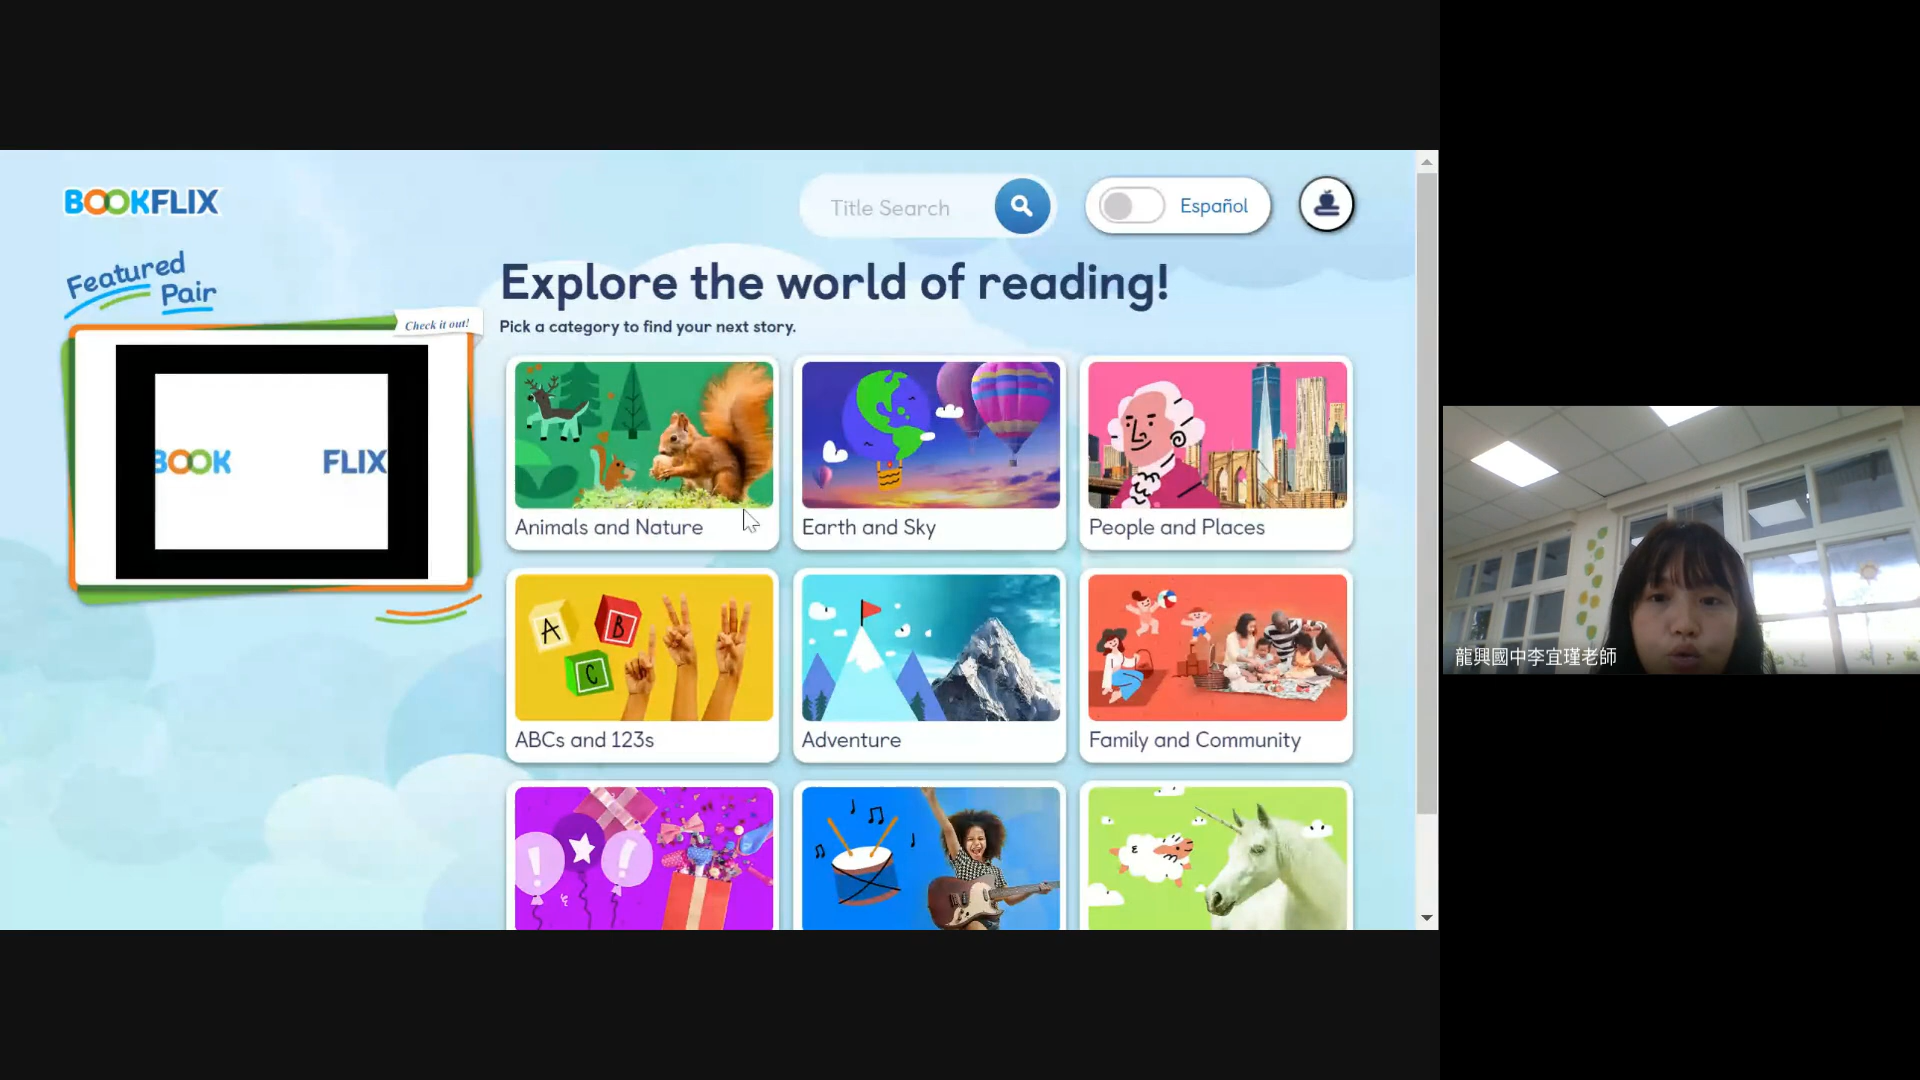 BOOKFLIX
Title Search
Español
Featured
Pair
Check it out!
BOOK FLIX
Explore the world of reading!
Pick a category to find your next story.
Animals and Nature
Earth and Sky
People and Places
A B C
ABCs and 123s
Adventure
Family and Community
龍興國中李宜瑾老師